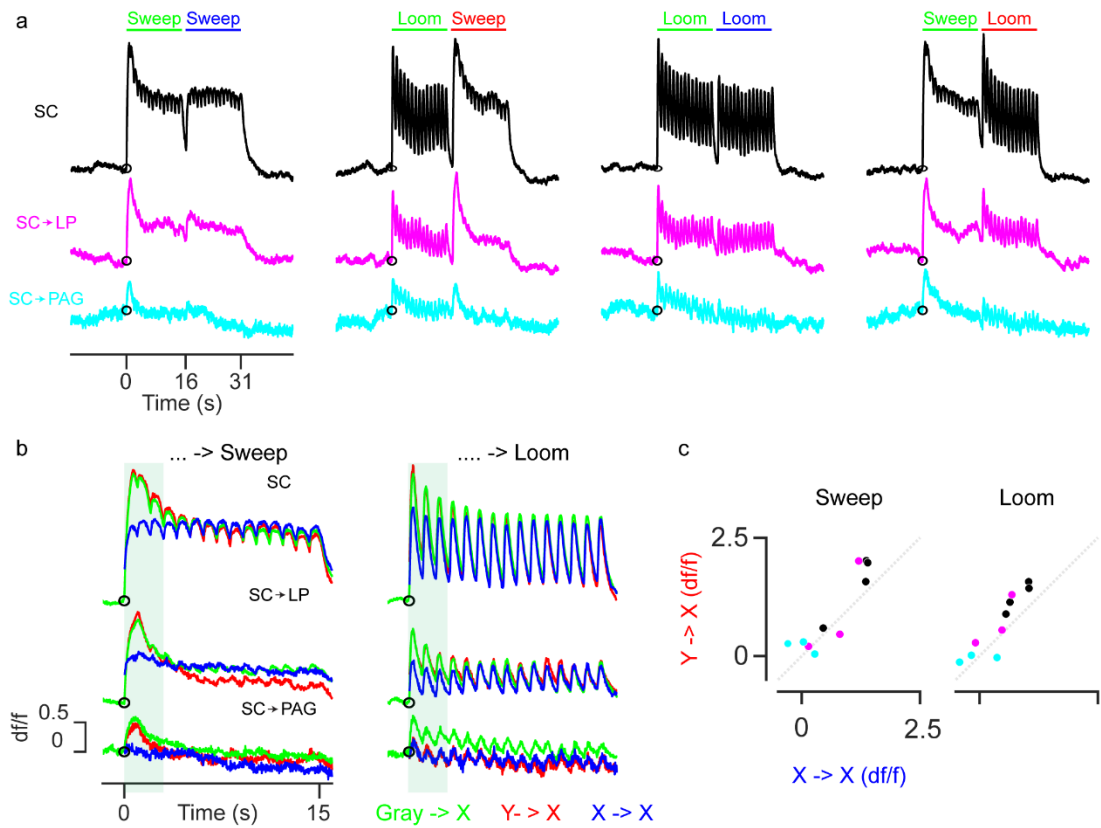 a
Sweep Sweep Loom Sweep Loom Loom Sweep Loom
SC
SC→LP
SC→PAG
0 16 31
Time (s)
b
... -> Sweep .... -> Loom
SC
SC→LP
SC→PAG
df/f
0.5
0
0 Time (s) 15
Gray -> X Y- > X X -> X
c
Sweep Loom
Y -> X (df/f)
2.5
0
0 2.5
X -> X (df/f)